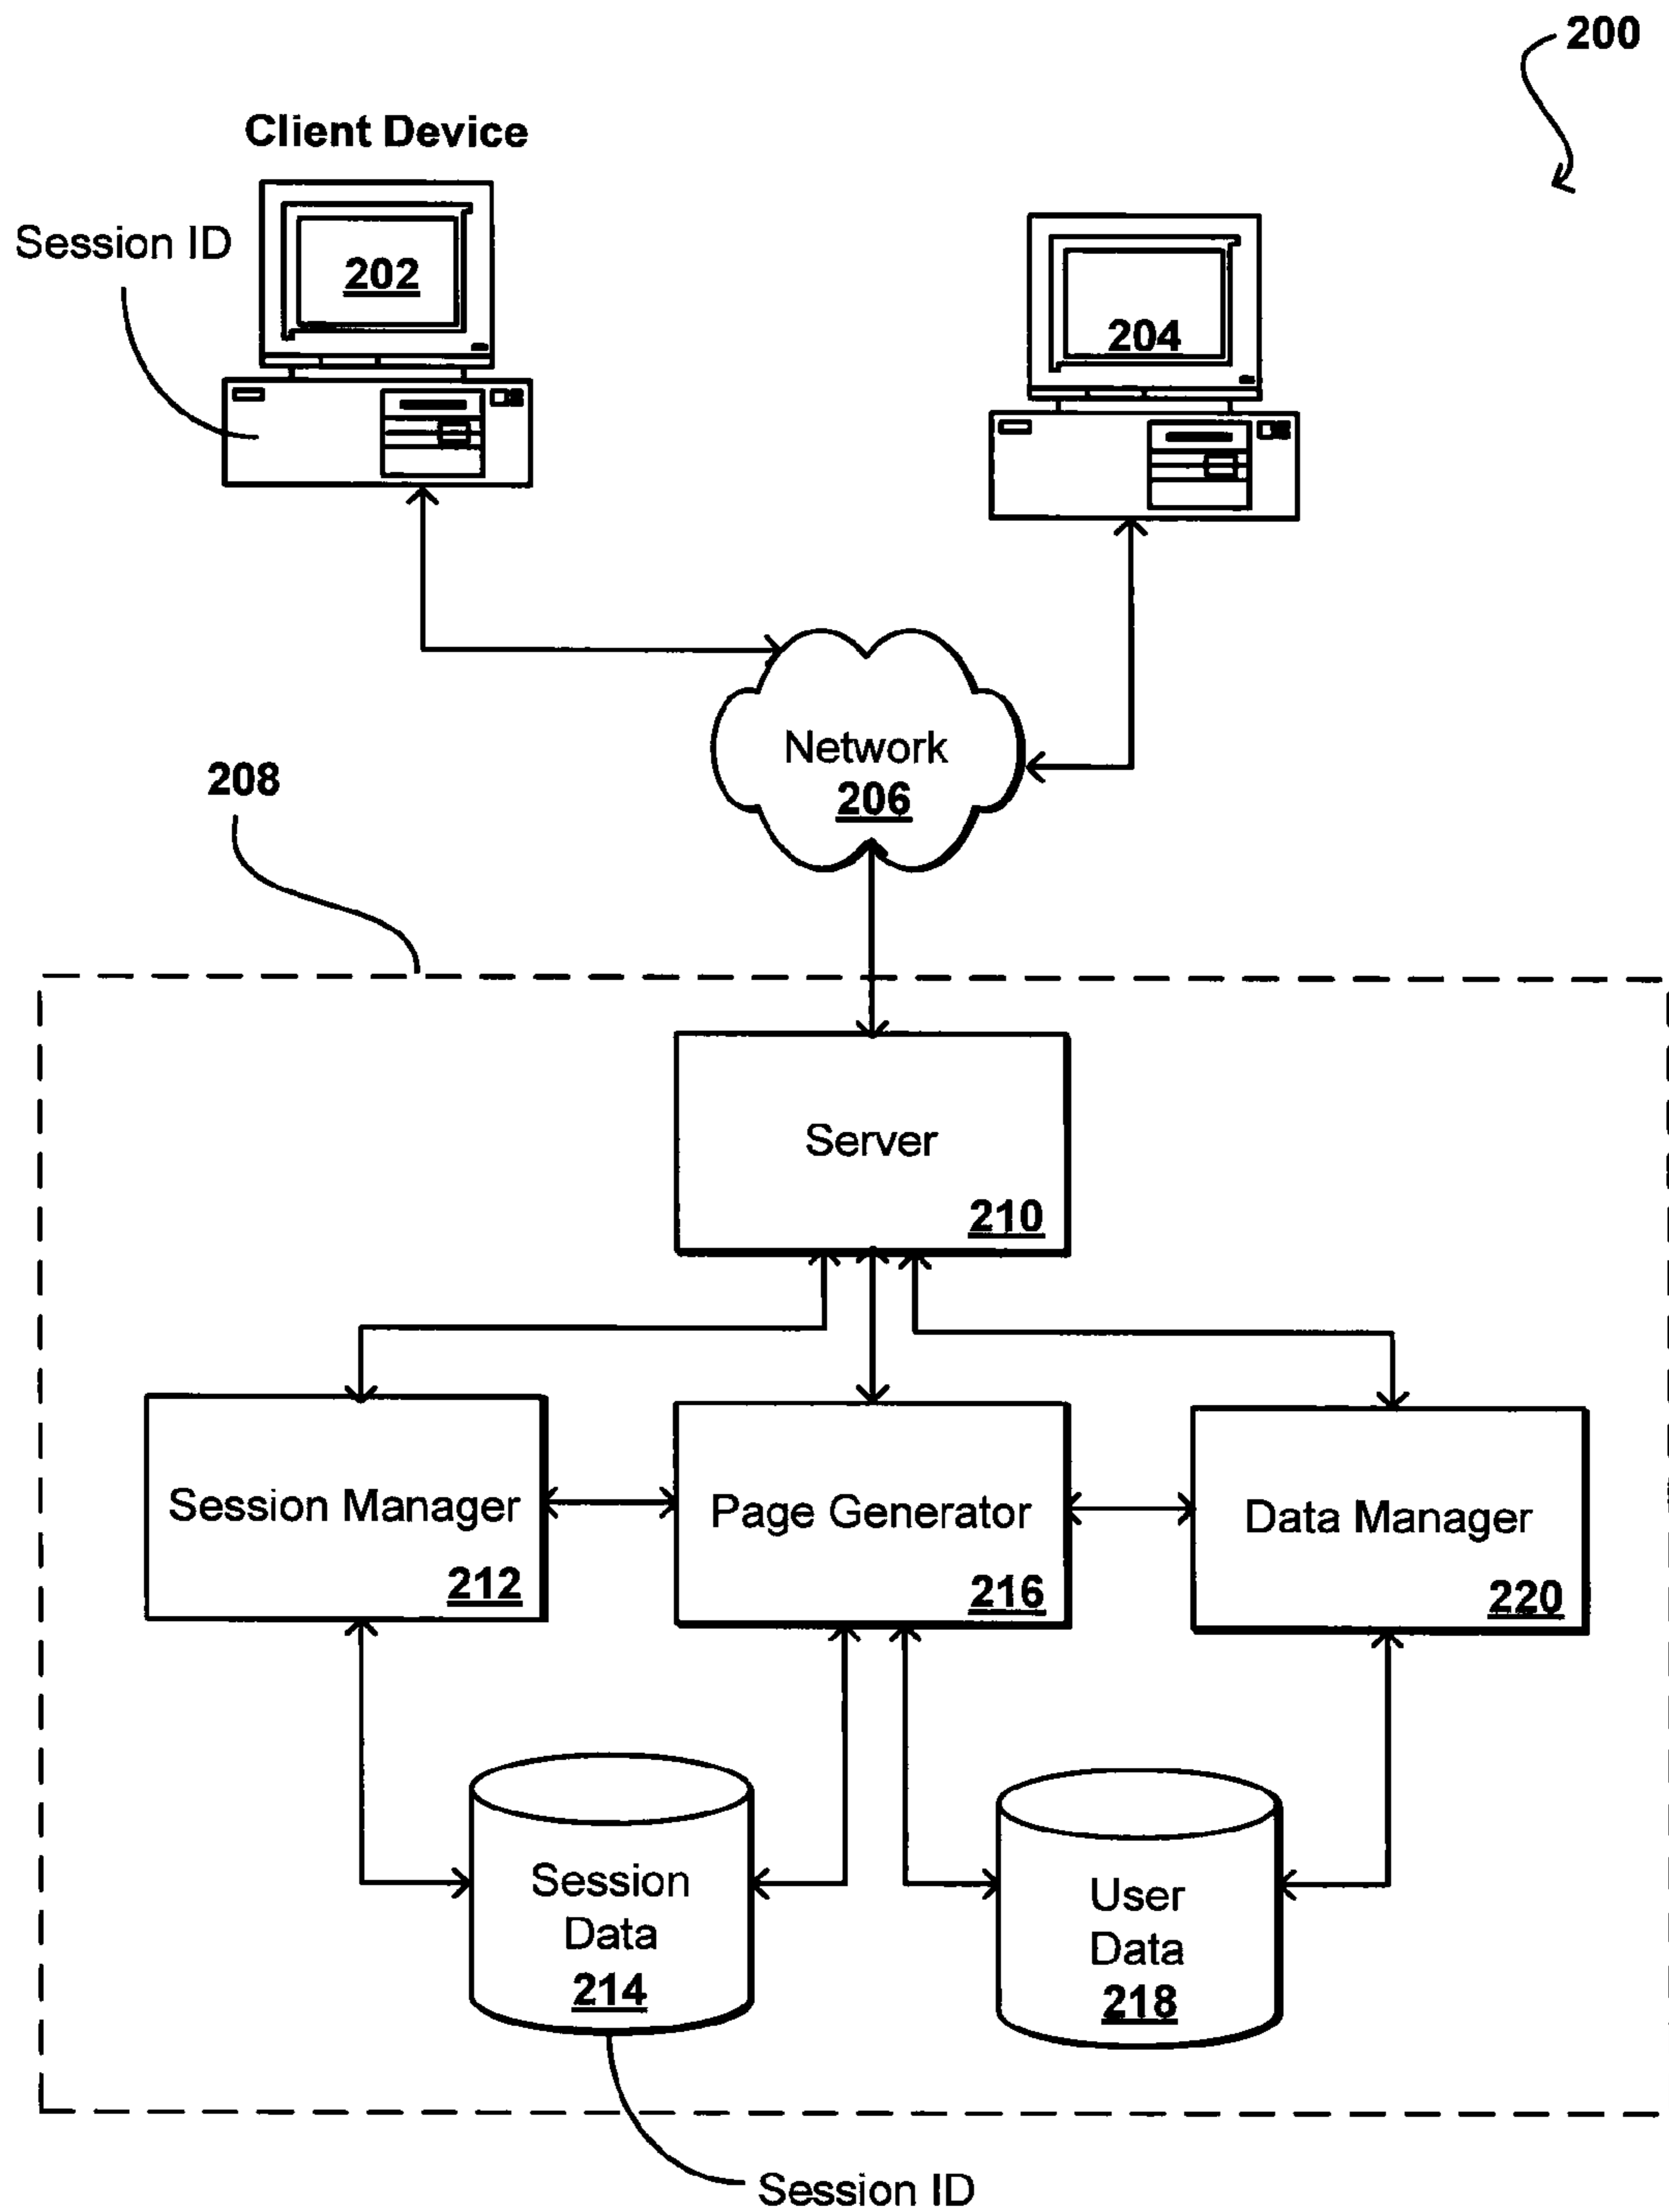 200
Client Device
Session ID
202
204
Network
206
208
Server
210
Session Manager
212
Page Generator
216
Data Manager
220
Session
Data
214
User
Data
218
Session ID